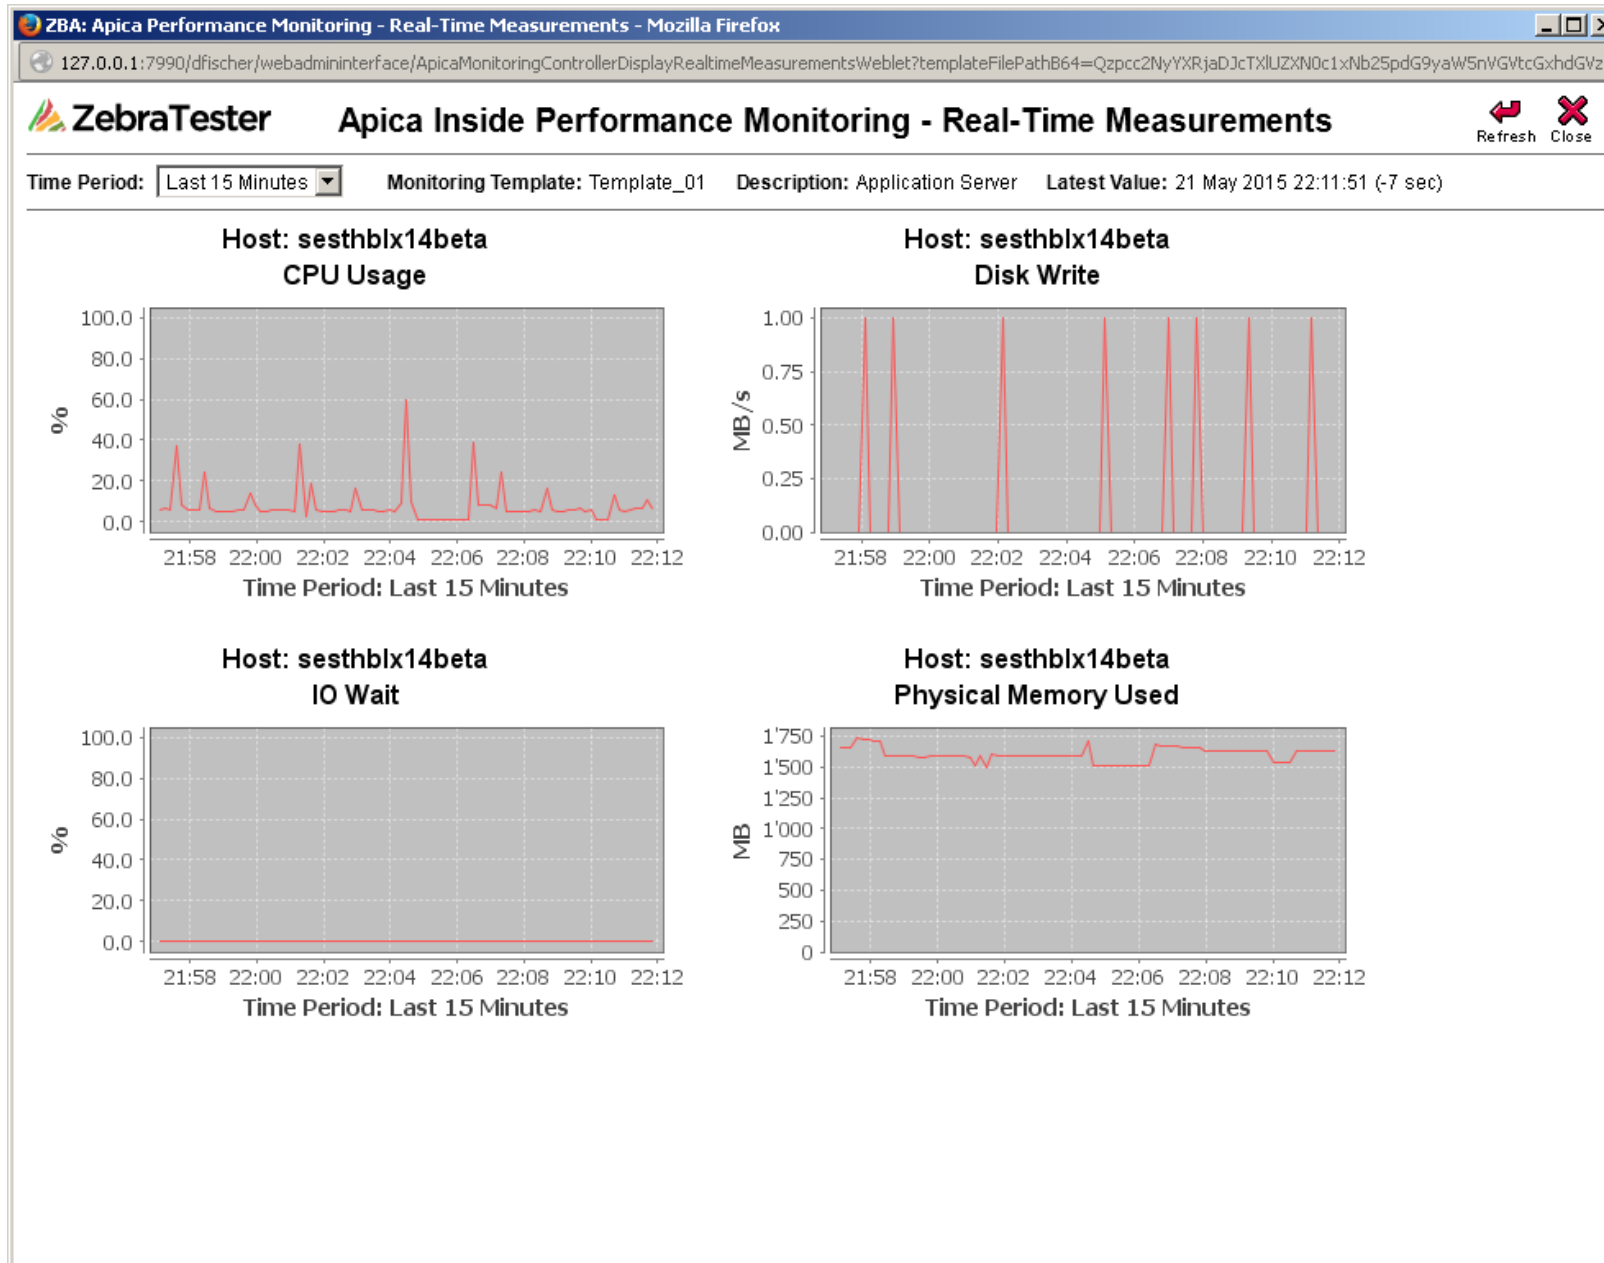 ZBA: Apica Performance Monitoring - Real-Time Measurements - Mozilla Firefox
127.0.0.1:7990/dfischer/webadmininterface/ApicaMonitoringControllerDisplayRealtimeMeasurementsWeblet?templateFilePathB64=Qzpcc2NyYXRjaDJcTXlUZXN0c1xNb25pdG9yaW5nVGVtcGxhdGVz
ZebraTester Apica Inside Performance Monitoring - Real-Time Measurements Refresh Close
Time Period: Last 15 Minutes Monitoring Template: Template_01 Description: Application Server Latest Value: 21 May 2015 22:11:51 (-7 sec)
Host: sesthblx14beta
CPU Usage
100.0
80.0
60.0
40.0
20.0
0.0
%
21:58 22:00 22:02 22:04 22:06 22:08 22:10 22:12
Time Period: Last 15 Minutes
Host: sesthblx14beta
Disk Write
1.00
0.75
0.50
0.25
0.00
MB/s
21:58 22:00 22:02 22:04 22:06 22:08 22:10 22:12
Time Period: Last 15 Minutes
Host: sesthblx14beta
IO Wait
100.0
80.0
60.0
40.0
20.0
0.0
%
21:58 22:00 22:02 22:04 22:06 22:08 22:10 22:12
Time Period: Last 15 Minutes
Host: sesthblx14beta
Physical Memory Used
1'750
1'500
1'250
1'000
750
500
250
0
MB
21:58 22:00 22:02 22:04 22:06 22:08 22:10 22:12
Time Period: Last 15 Minutes